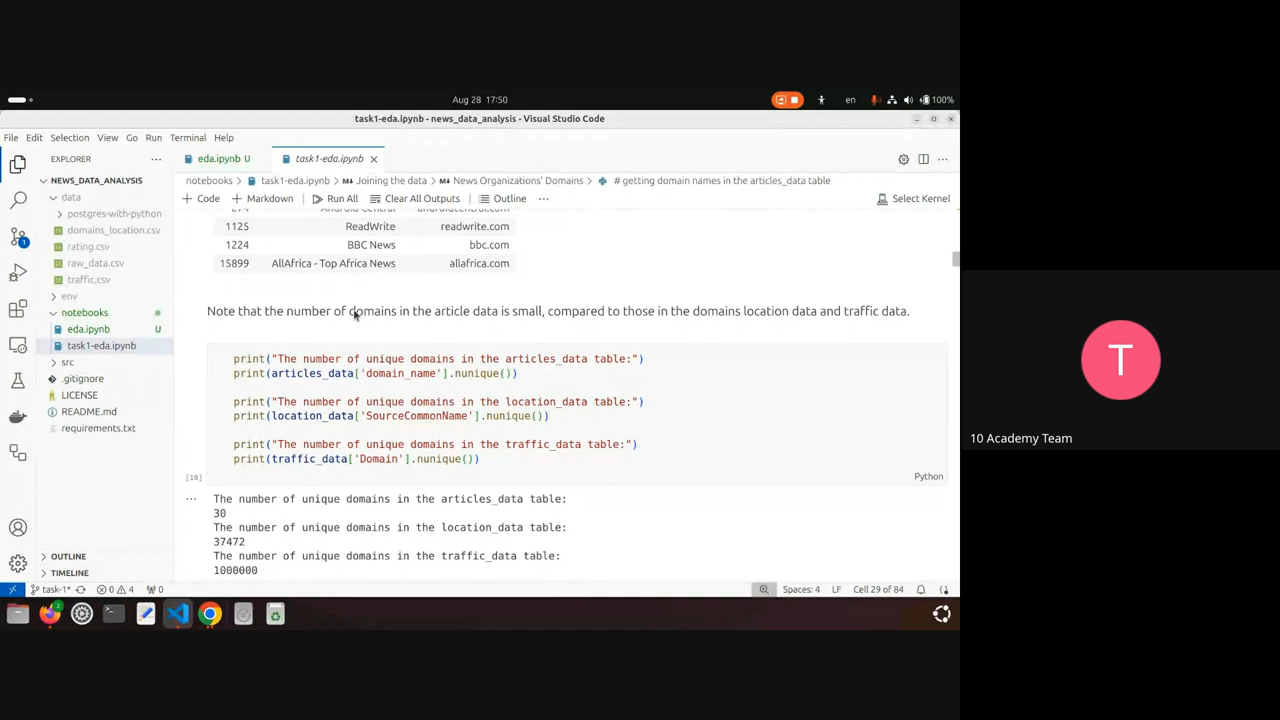 Aug 28 17:50
en
100%
task1-eda.ipynb - news_data_analysis - Visual Studio Code
File Edit Selection View Go Run Terminal Help
EXPLORER
eda.ipynb U
task1-eda.ipynb
NEWS_DATA_ANALYSIS
notebooks > task1-eda.ipynb > Joining the data > News Organizations' Domains > # getting domain names in the articles_data table
data
Code Markdown Run All Clear All Outputs Outline ... Select Kernel
postgres-with-python
domains_location.csv
rating.csv
raw_data.csv
traffic.csv
env
notebooks
eda.ipynb U
task1-eda.ipynb
src
.gitignore
LICENSE
README.md
requirements.txt
OUTLINE
TIMELINE
274 Android Central androidcentral.com
1125 ReadWrite readwrite.com
1224 BBC News bbc.com
15899 AllAfrica - Top Africa News allafrica.com
Note that the number of domains in the article data is small, compared to those in the domains location data and traffic data.
print("The number of unique domains in the articles_data table:")
print(articles_data['domain_name'].nunique())
print("The number of unique domains in the location_data table:")
print(location_data['SourceCommonName'].nunique())
print("The number of unique domains in the traffic_data table:")
print(traffic_data['Domain'].nunique())
[10]
Python
The number of unique domains in the articles_data table:
30
The number of unique domains in the location_data table:
37472
The number of unique domains in the traffic_data table:
1000000
task-1* 0 4 0 Spaces: 4 LF Cell 29 of 84
T
10 Academy Team